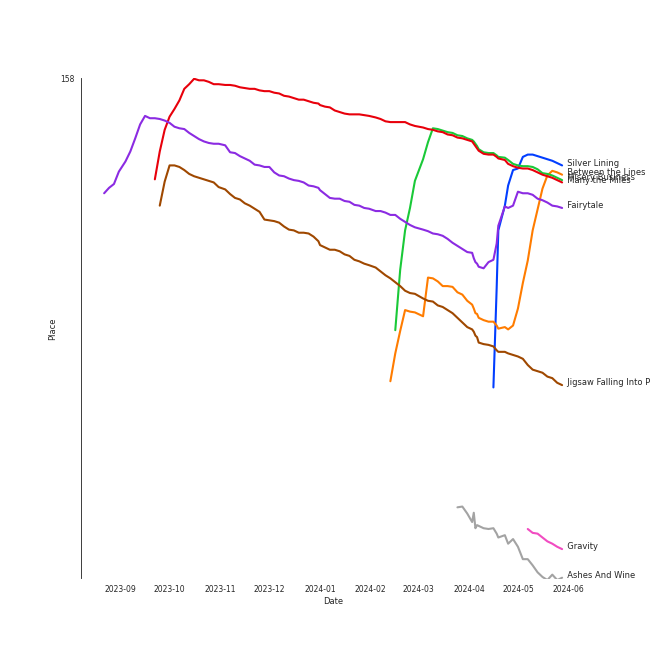 158
Silver Lining
Between the Lines
Many the Miles
Fairytale
Place
Jigsaw Falling Into P
Gravity
Ashes And Wine
2023-09 2023-10 2023-11 2023-12 2024-01 2024-02 2024-03 2024-04 2024-05 2024-06
Date